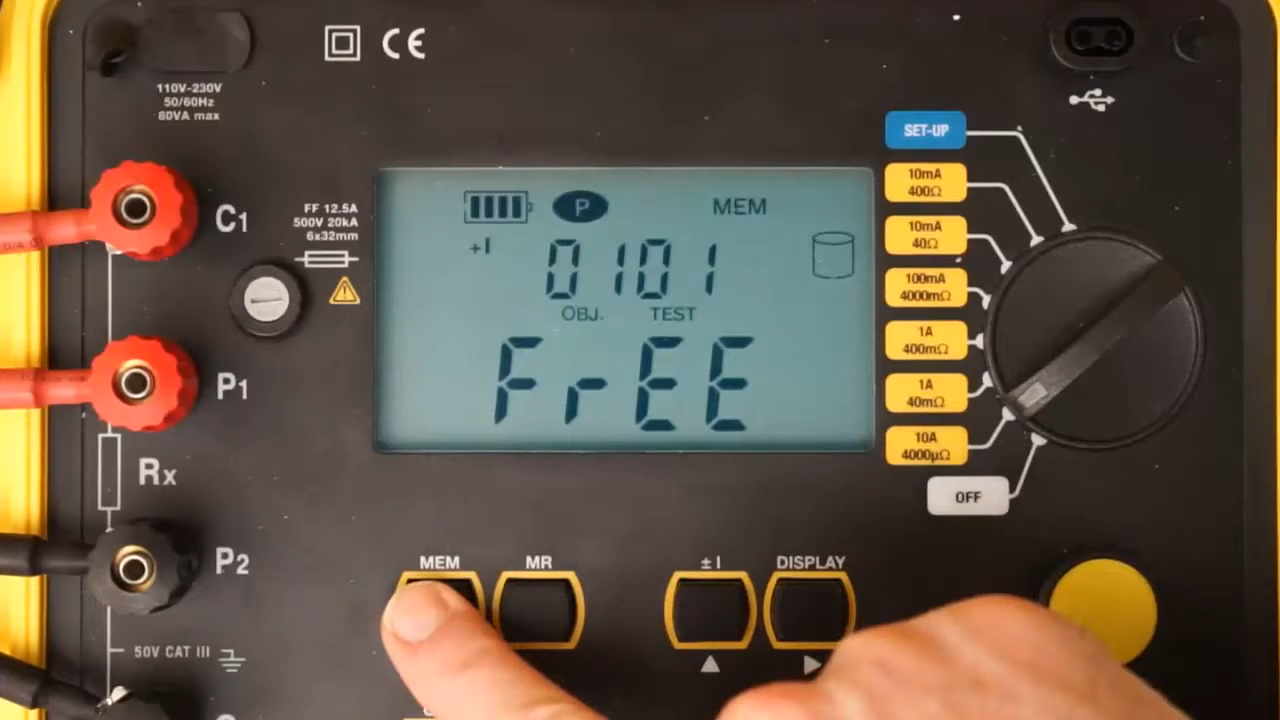 CE
110V-230V
50/60Hz
80VA max
C1
FF 12.5A
500V 20kA
6x32mm
P1
Rx
P2
50V CAT III
P
MEM
+I
0101
OBJ. TEST
FrEE
SET-UP
10mA
400Ω
10mA
40Ω
100mA
4000mΩ
1A
400mΩ
1A
40mΩ
10A
4000μΩ
OFF
MEM
MR
± I
DISPLAY